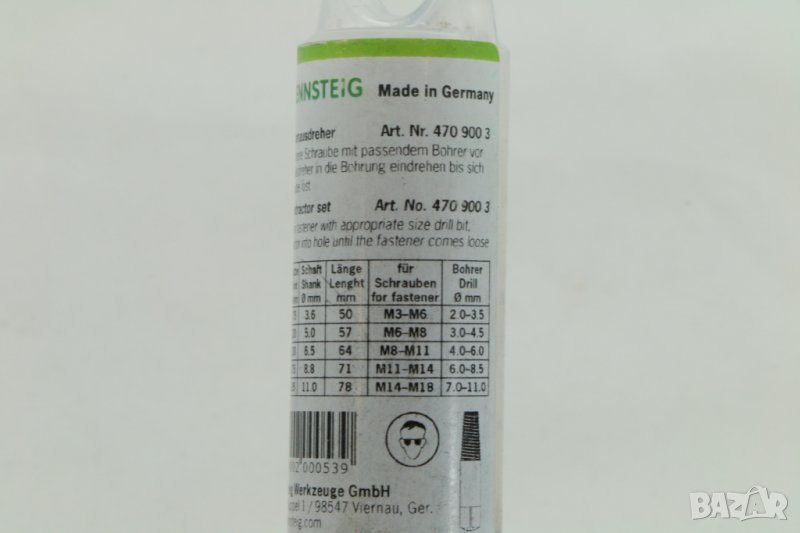 ENNSTEiG Made in Germany
Art. Nr. 470 900 3
Schraube mit passendem Bohrer vor
in die Bohrung eindrehen bis sich
set Art. No. 470 900 3
fastener with appropriate size drill bit,
into hole until the fastener comes loose
Schaft Länge für Bohrer
Shank Lenght Schrauben Drill
Ø mm mm for fastener Ø mm
3.6 50 M3–M6 2.0–3.5
5.0 57 M6–M8 3.0–4.5
6.5 64 M8–M11 4.0–6.0
8.8 71 M11–M14 6.0–8.5
11.0 78 M14–M18 7.0–11.0
000539
Werkzeuge GmbH
1/98547 Viernau, Ger.
BAZAR